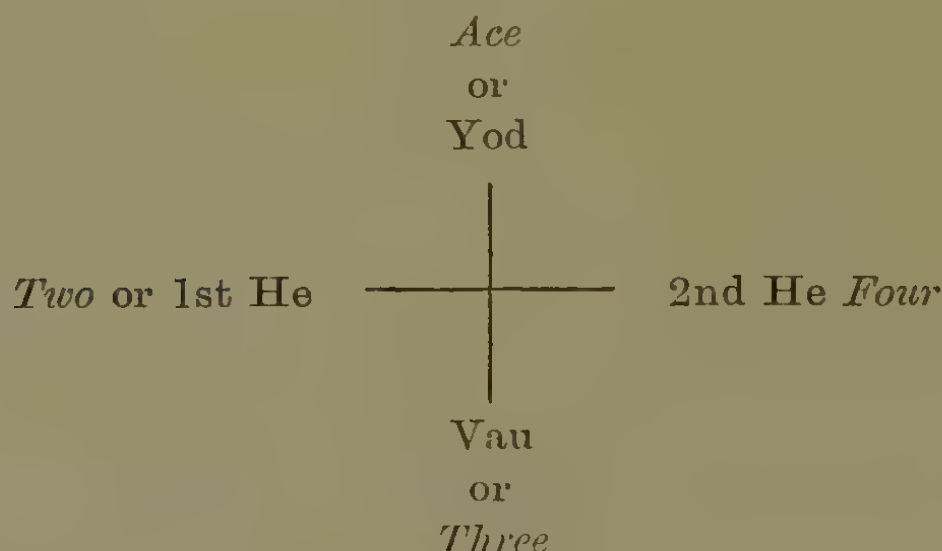 Ace
or
Yod
Two or 1st He 2nd He Four
Vau
or
Three